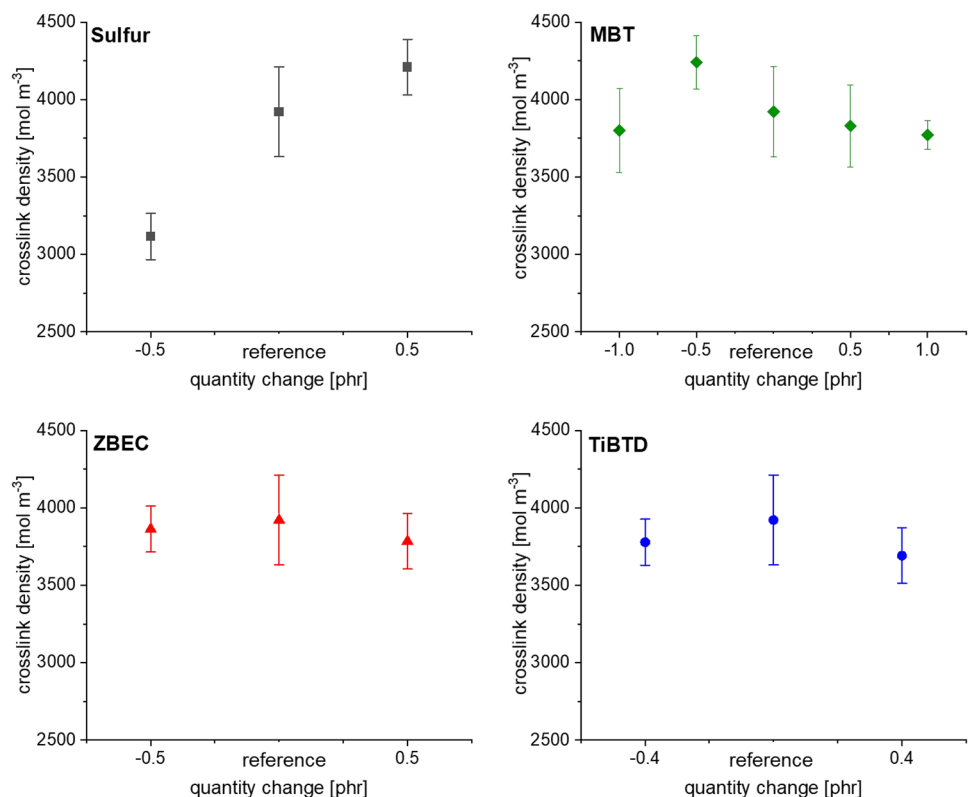 Sulfur
4500
4000
3500
3000
2500
crosslink density [mol m-3]
-0.5 reference 0.5
quantity change [phr]
MBT
4500
4000
3500
3000
2500
crosslink density [mol m-3]
-1.0 -0.5 reference 0.5 1.0
quantity change [phr]
ZBEC
4500
4000
3500
3000
2500
crosslink density [mol m-3]
-0.5 reference 0.5
quantity change [phr]
TiBTD
4500
4000
3500
3000
2500
crosslink density [mol m-3]
-0.4 reference 0.4
quantity change [phr]